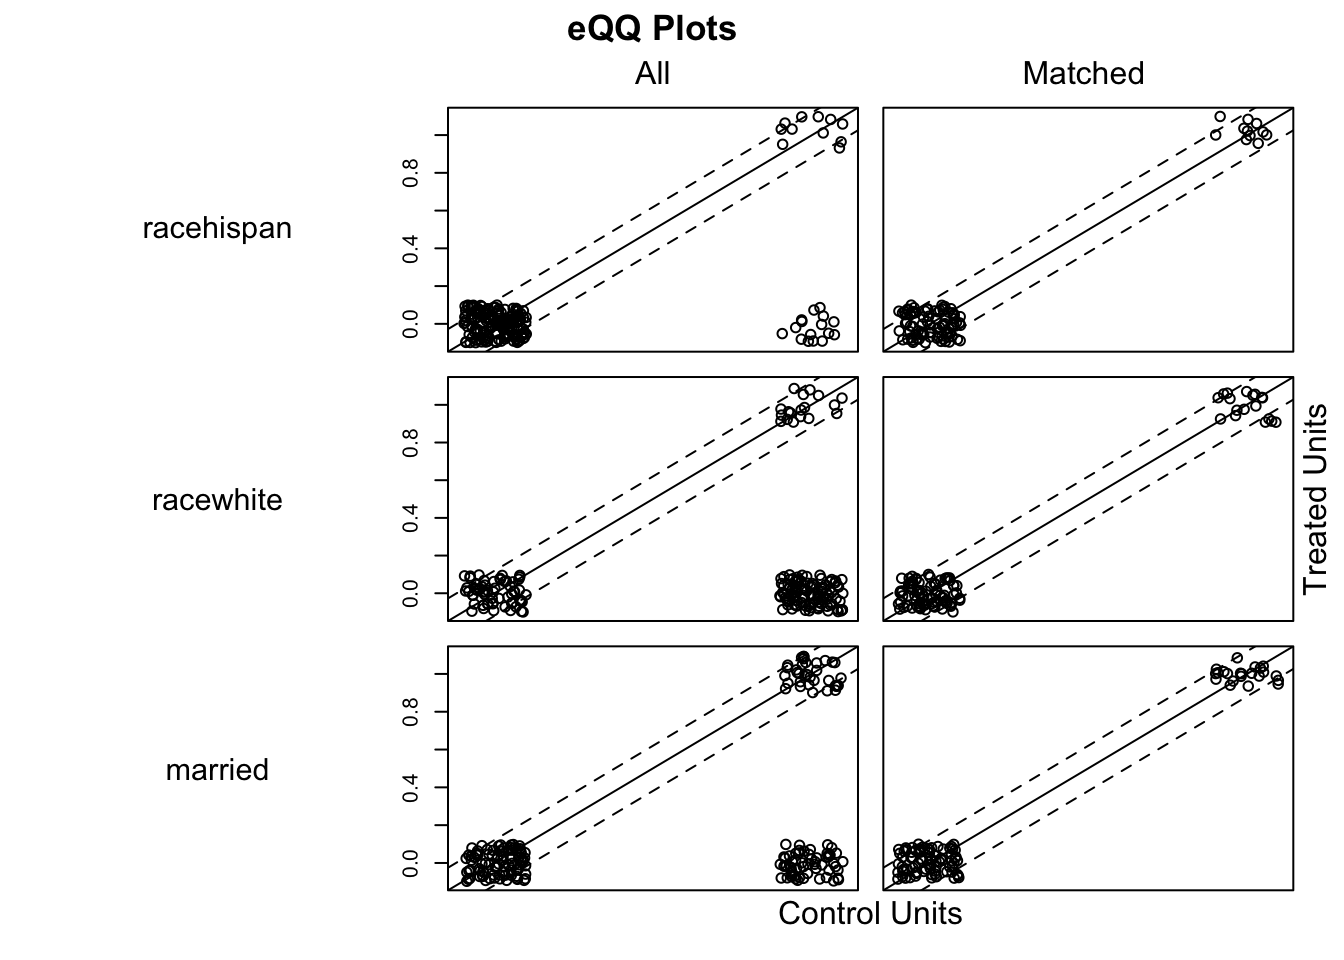 eQQ Plots
All Matched
racehispan
0.0 0.4 0.8
racewhite
0.0 0.4 0.8
married
0.0 0.4 0.8
Treated Units
Control Units